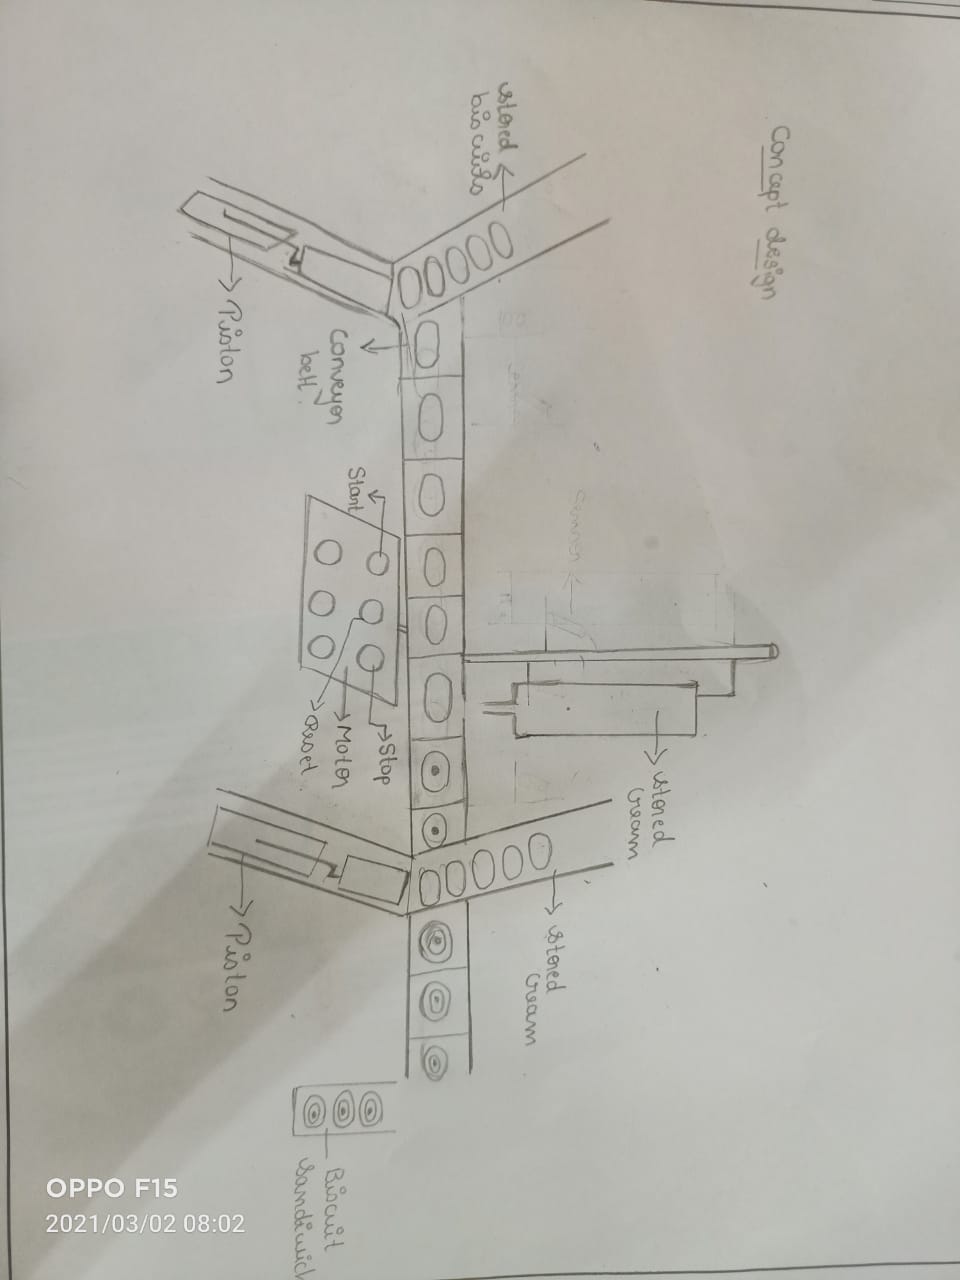 Concept design
stored
biscuits
Piston
Conveyor
belt.
Start
Stop
Motor
Reset
Sensor
stored
cream
stored
cream
Piston
Biscuit
Sandwich
OPPO F15
2021/03/02 08:02